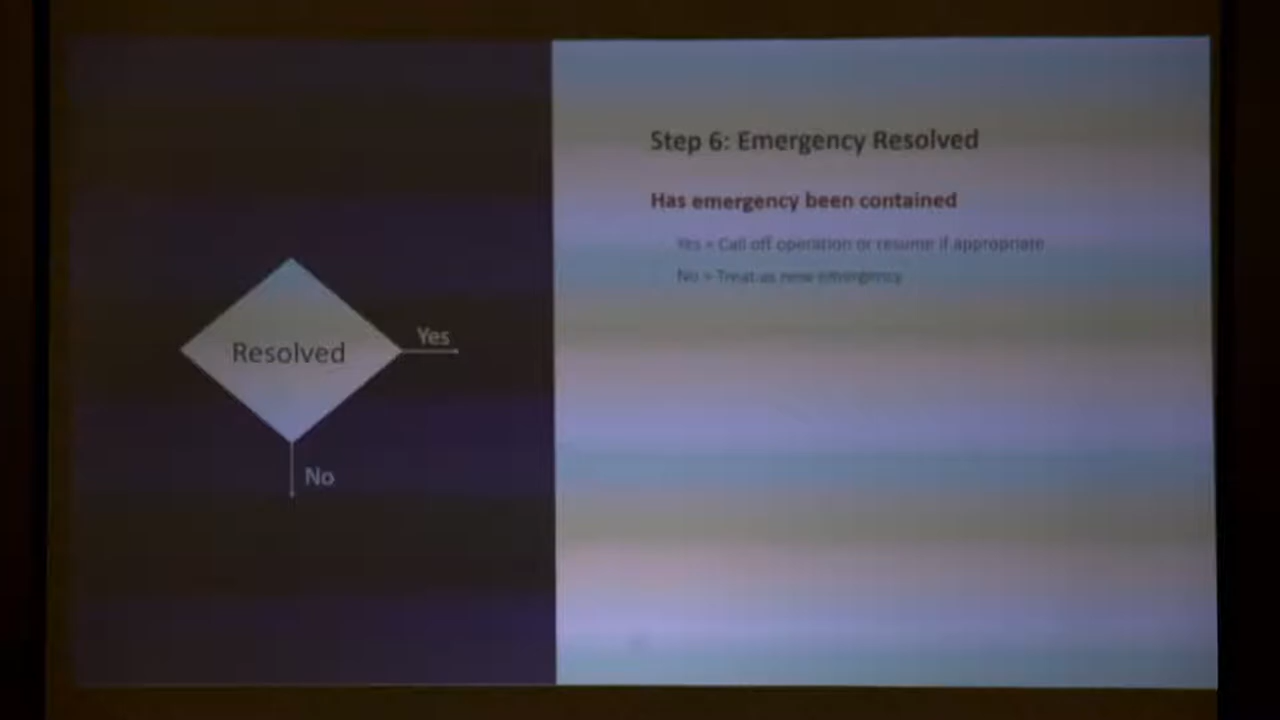 Step 6: Emergency Resolved
Has emergency been contained
Yes = Call off operation or resume if appropriate
No = Treat as new emergency
Resolved
Yes
No